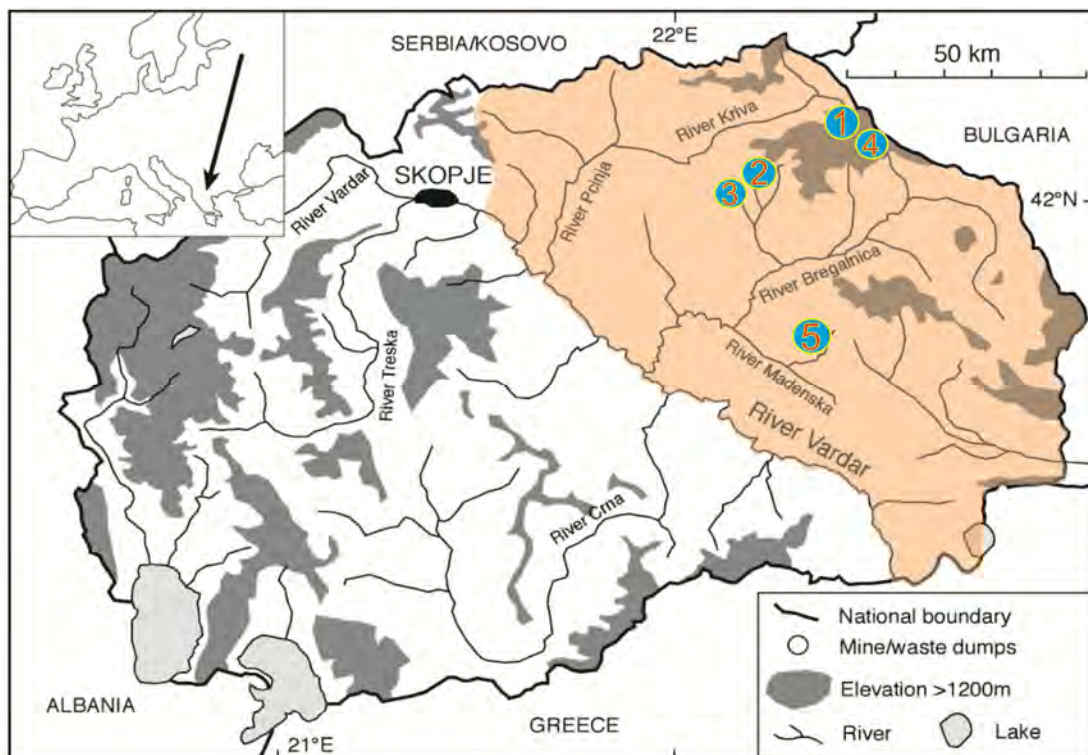 SERBIA/KOSOVO
22°E
50 km
River Kriva
1
BULGARIA
4
River Vardar
SKOPJE
2
3
42°N
River Pcinja
River Bregalnica
River Treska
5
River Madenska
River Vardar
River Crna
National boundary
Mine/waste dumps
Elevation >1200m
River
Lake
ALBANIA
GREECE
21°E